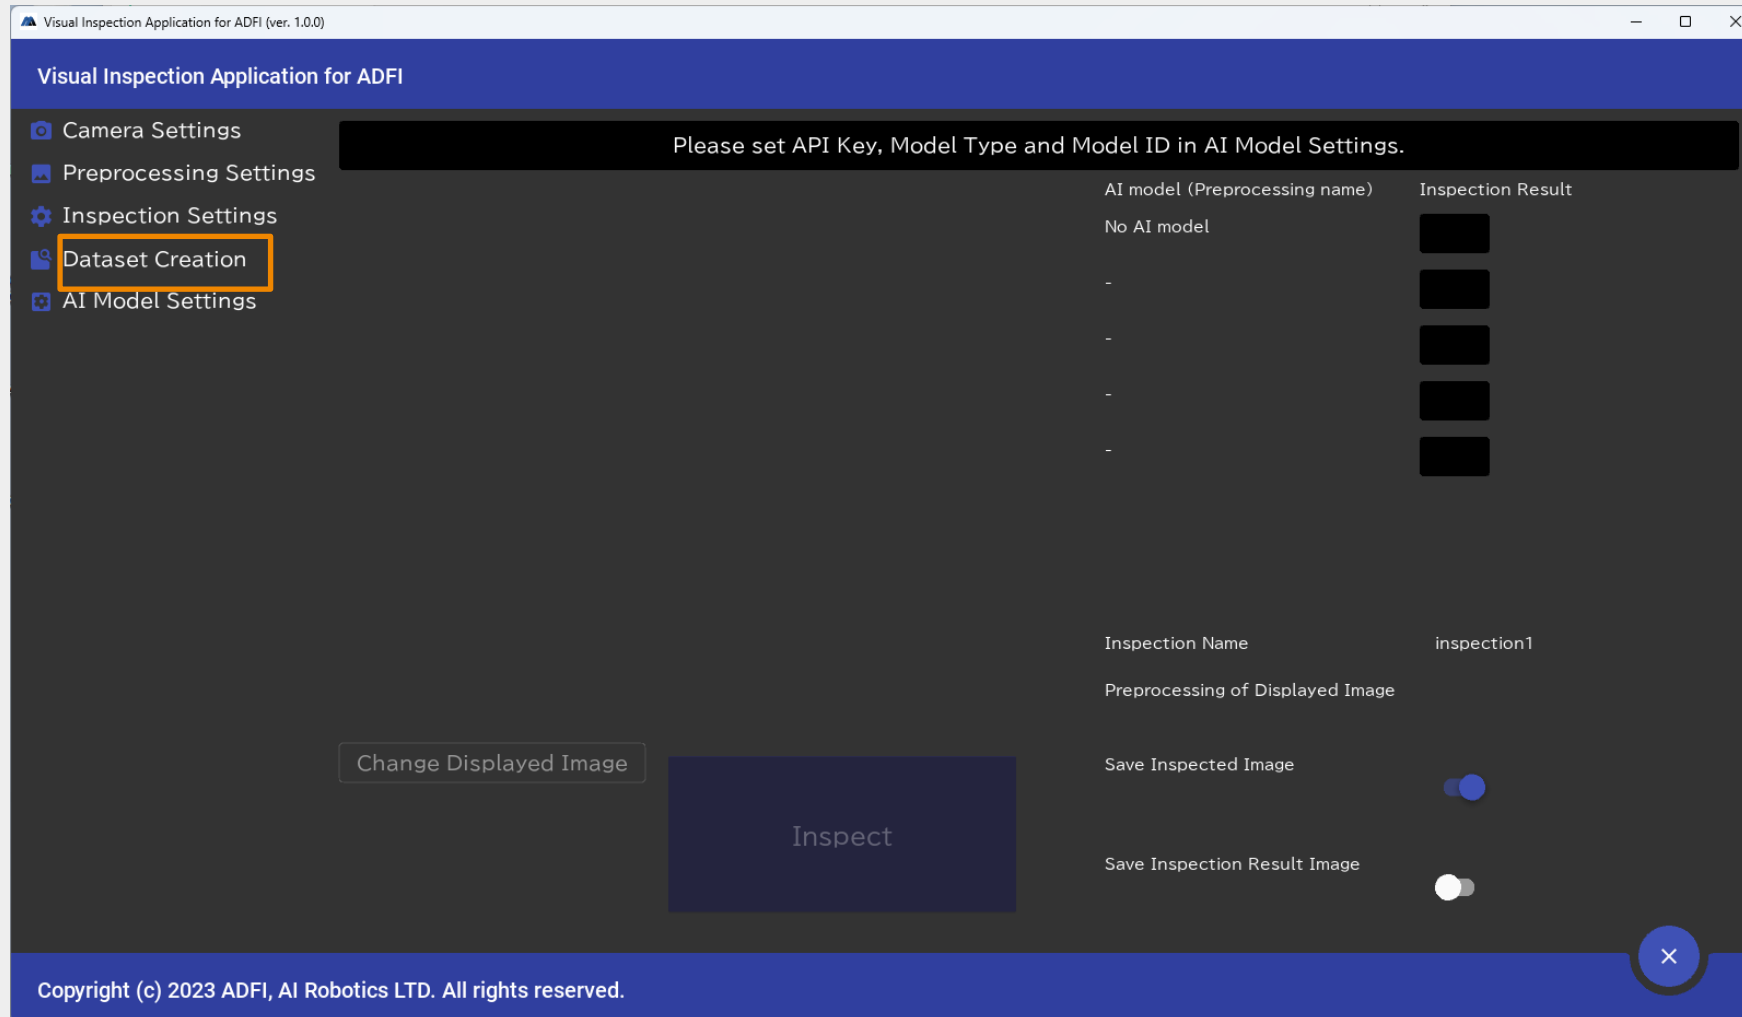 Visual Inspection Application for ADFI (ver. 1.0.0)
Visual Inspection Application for ADFI
Camera Settings
Preprocessing Settings
Inspection Settings
Dataset Creation
AI Model Settings
Please set API Key, Model Type and Model ID in AI Model Settings.
AI model (Preprocessing name) Inspection Result
No AI model
-
-
-
-
Inspection Name inspection1
Preprocessing of Displayed Image
Change Displayed Image
Inspect
Save Inspected Image
Save Inspection Result Image
Copyright (c) 2023 ADFI, AI Robotics LTD. All rights reserved.